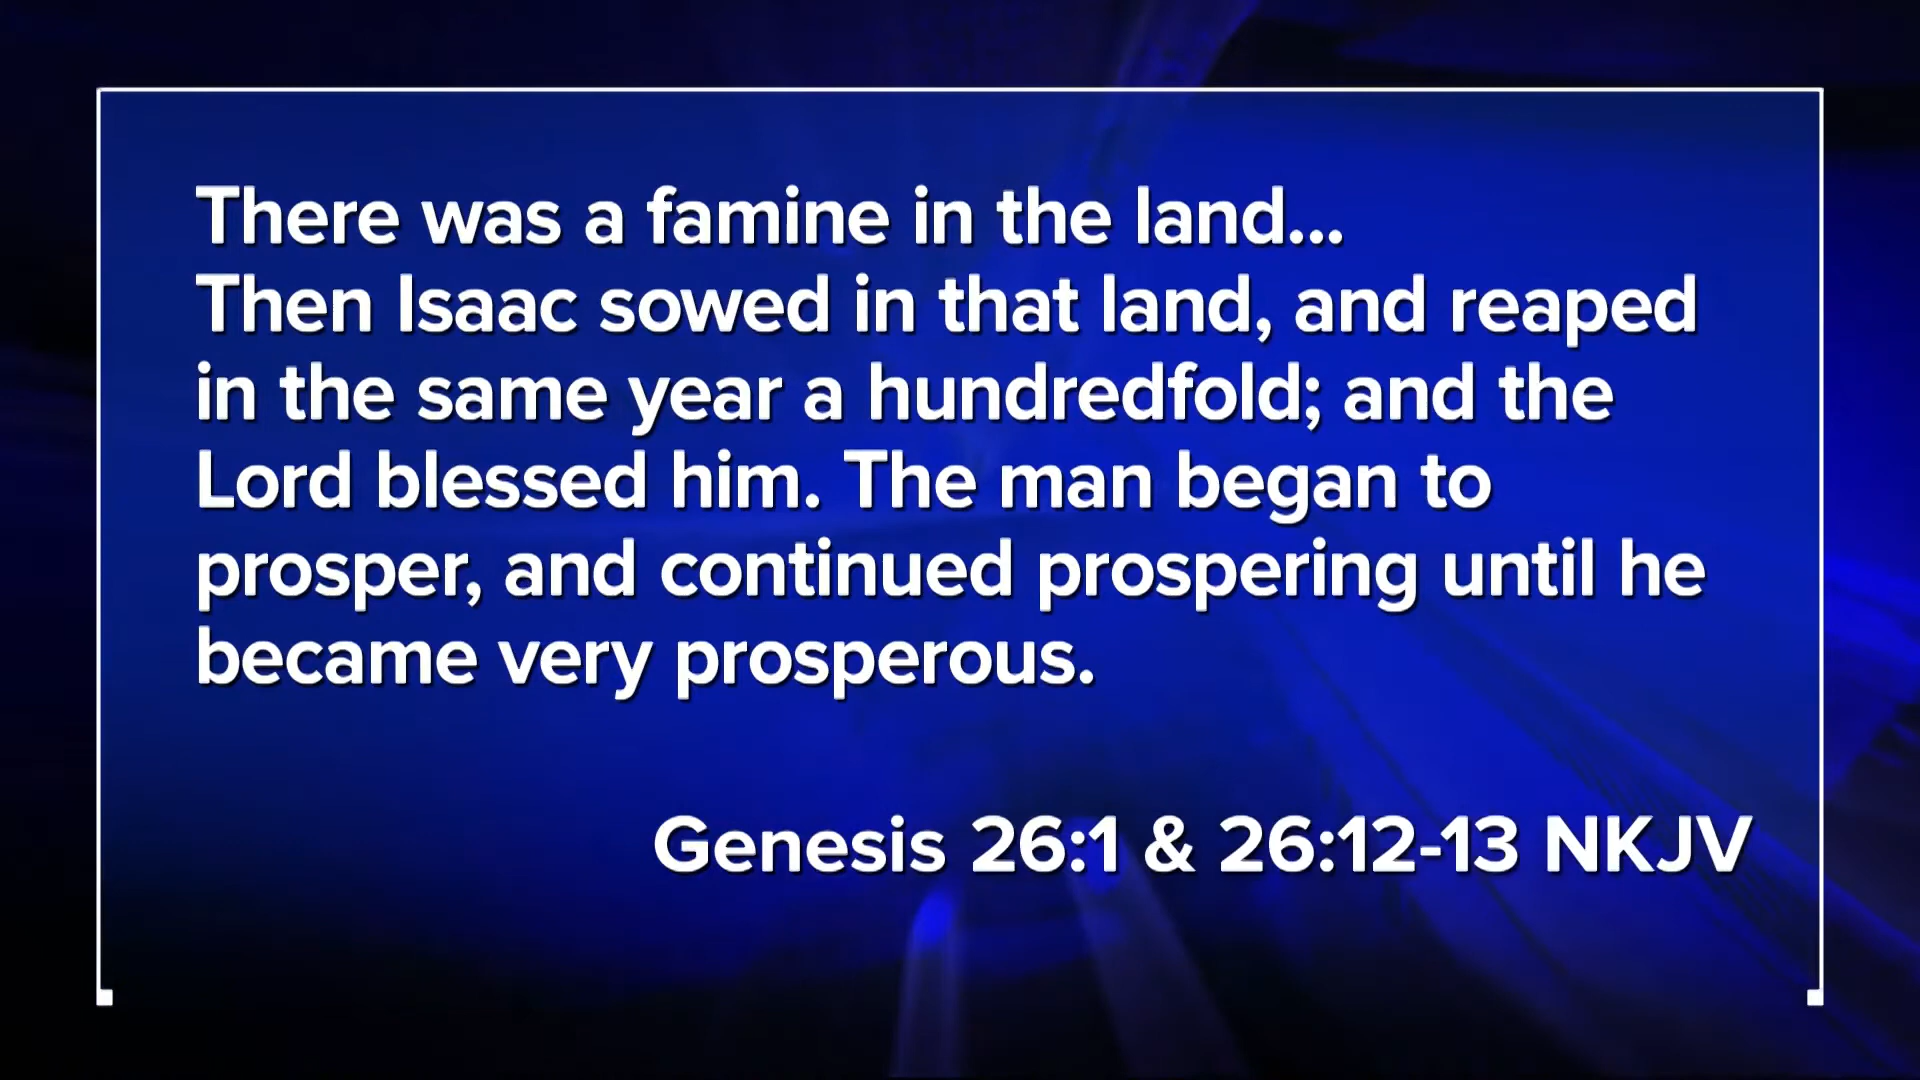 There was a famine in the land...
Then Isaac sowed in that land, and reaped
in the same year a hundredfold; and the
Lord blessed him. The man began to
prosper, and continued prospering until he
became very prosperous.
Genesis 26:1 & 26:12-13 NKJV